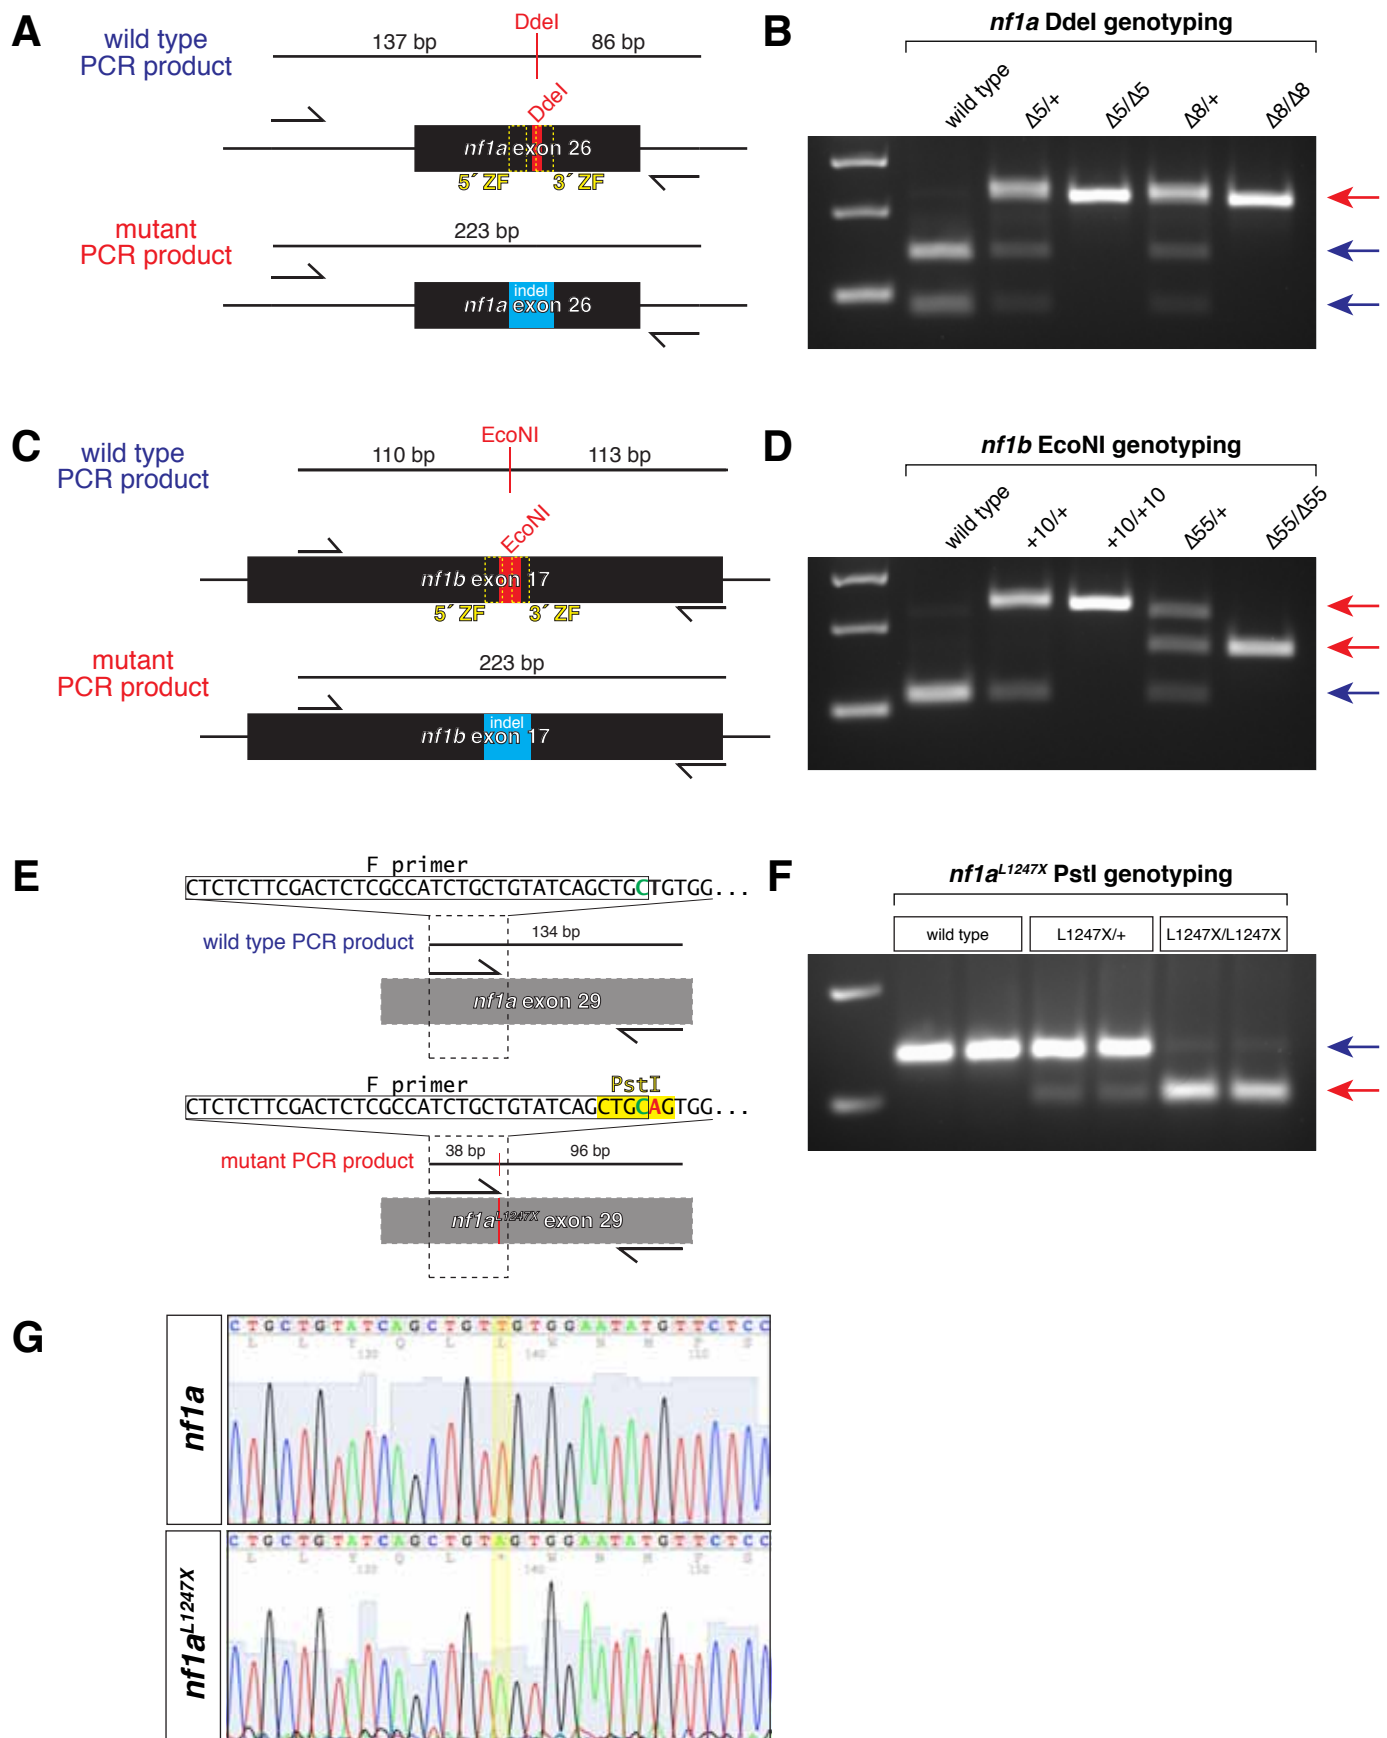 A
wild type
PCR product
137 bp
DdeI
86 bp
DdeI
nf1a exon 26
5´ ZF
3´ ZF
mutant
PCR product
223 bp
indel
nf1a exon 26
B
nf1a DdeI genotyping
wild type
Δ5/+
Δ5/Δ5
Δ8/+
Δ8/Δ8
C
wild type
PCR product
110 bp
EcoNI
113 bp
EcoNI
nf1b exon 17
5´ ZF
3´ ZF
mutant
PCR product
223 bp
indel
nf1b exon 17
D
nf1b EcoNI genotyping
wild type
+10/+
+10/+10
Δ55/+
Δ55/Δ55
E
F primer
CTCTCTTCGACTCTCGCCATCTGCTGTATCAGCTGCTGTGG...
wild type PCR product
134 bp
nf1a exon 29
F primer
PstI
CTCTCTTCGACTCTCGCCATCTGCTGTATCAGCTGCAGTGG...
mutant PCR product
38 bp
96 bp
nf1aL1247X exon 29
F
nf1aL1247X PstI genotyping
wild type
L1247X/+
L1247X/L1247X
G
nf1a
C T G C T G T A T C A G C T G T T G T G G A A T A T G T T C T C C
L L Y Q L L W N M F S
130 140
nf1aL1247X
C T G C T G T A T C A G C T G T A G T G G A A T A T G T T C T C C
L L Y Q L * W N M F S
130 140 150